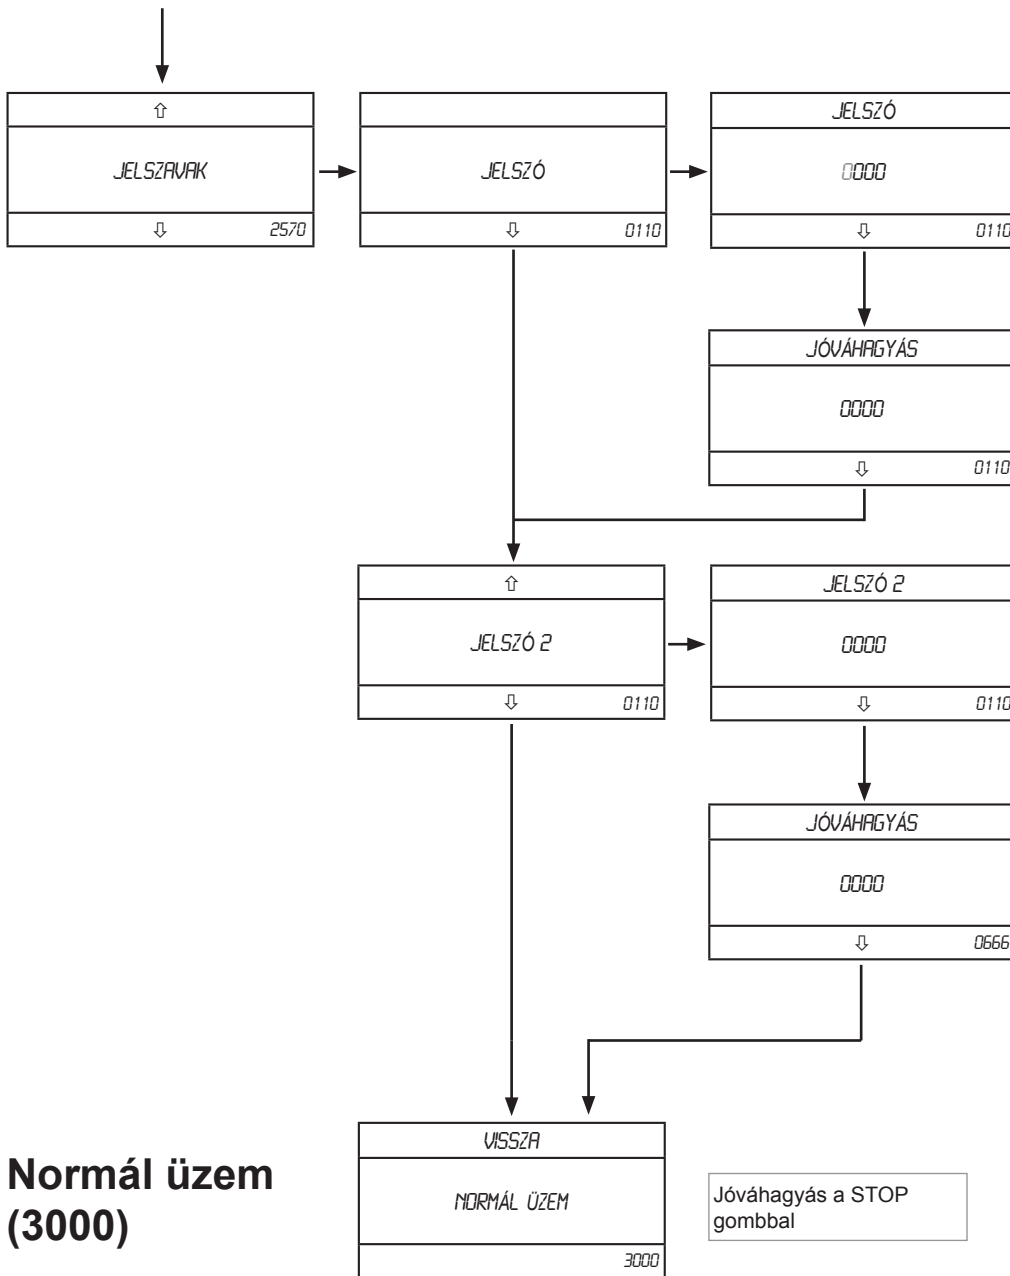 ⇧
JELSZAVAK
⇩ 2570
JELSZÓ
⇩ 0110
JELSZÓ
0000
⇩ 0110
JÓVÁHAGYÁS
0000
⇩ 0110
⇧
JELSZÓ 2
⇩ 0110
JELSZÓ 2
0000
⇩ 0110
JÓVÁHAGYÁS
0000
⇩ 0666
VISSZA
NORMÁL ÜZEM
3000
Normál üzem
(3000)
Jóváhagyás a STOP
gombbal